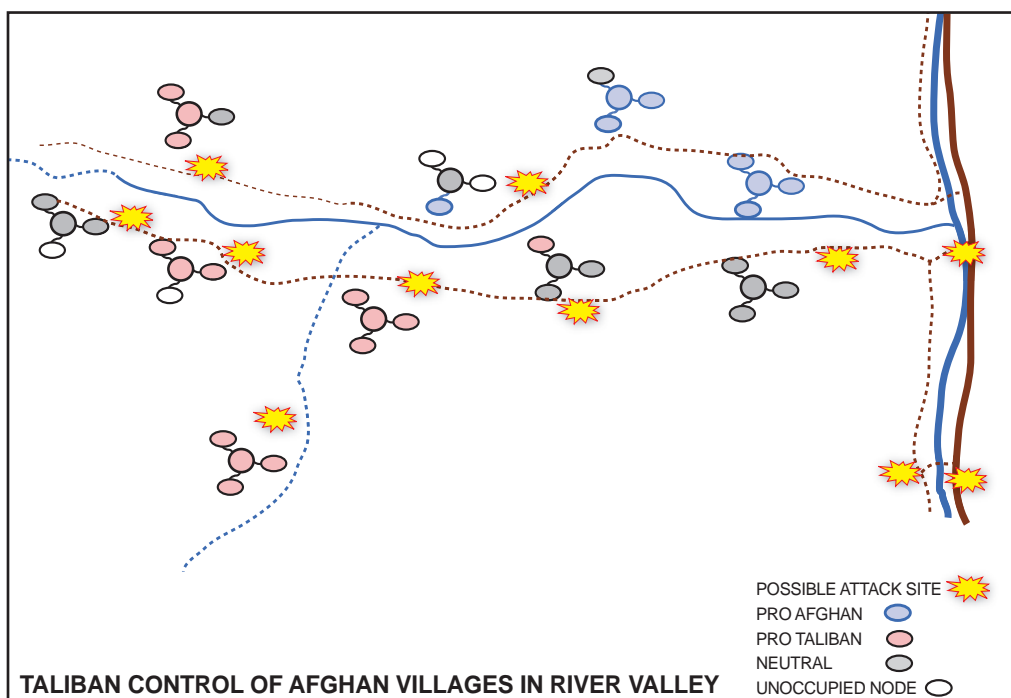 POSSIBLE ATTACK SITE
PRO AFGHAN
PRO TALIBAN
NEUTRAL
UNOCCUPIED NODE
TALIBAN CONTROL OF AFGHAN VILLAGES IN RIVER VALLEY